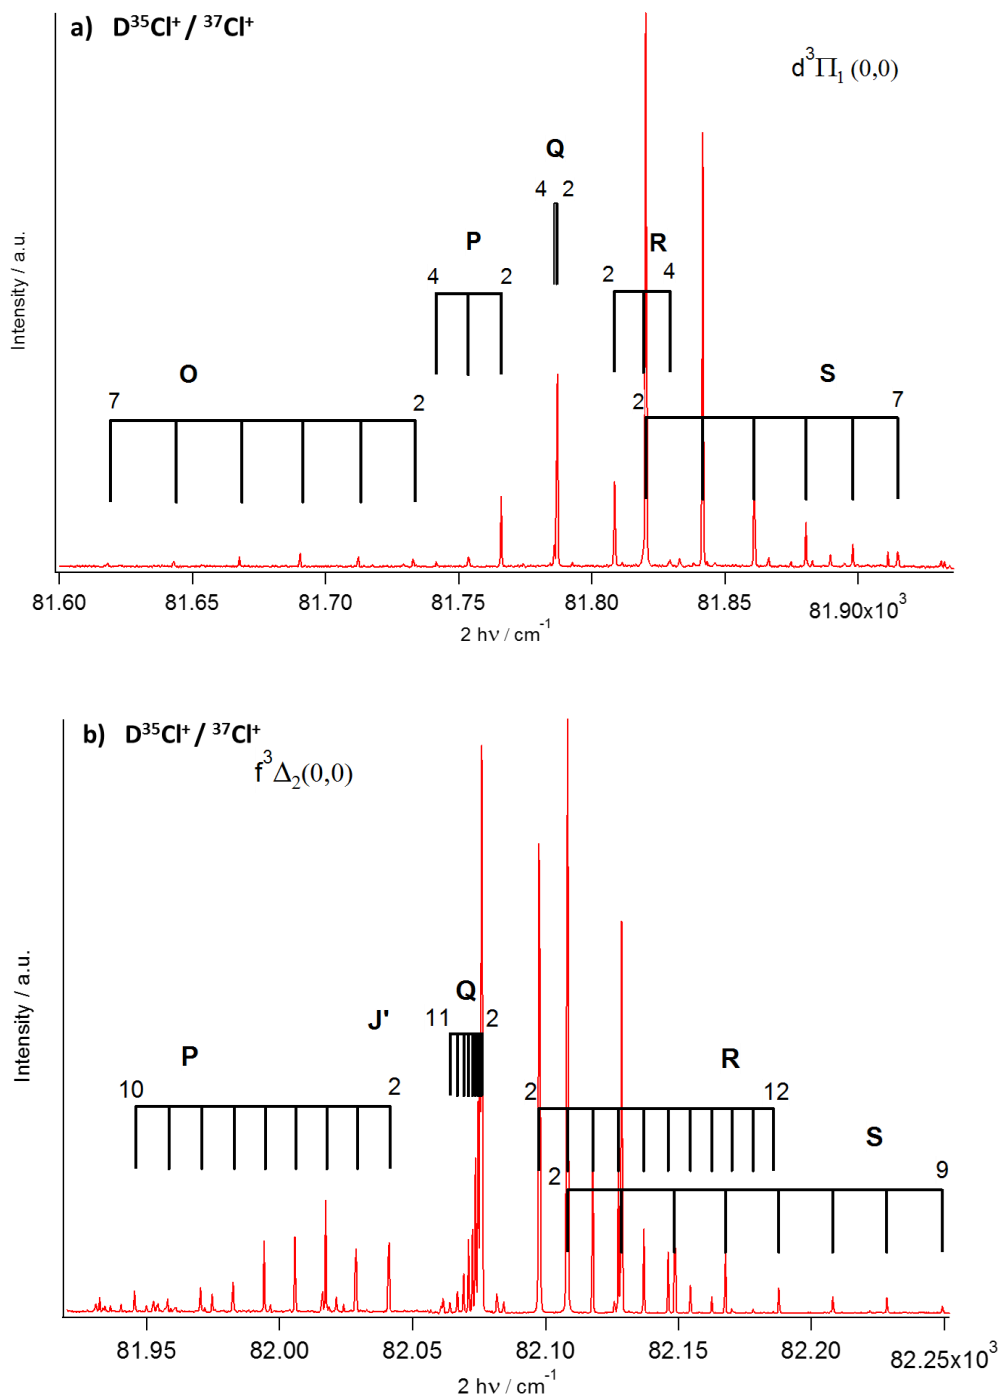 a) D³⁵Cl⁺ / ³⁷Cl⁺
d³Π₁ (0,0)
Q
4 2
P
4 2
R
2 4
O
7 2
S
2 7
Intensity / a.u.
81.60 81.65 81.70 81.75 81.80 81.85 81.90x10³
2 hν / cm⁻¹
b) D³⁵Cl⁺ / ³⁷Cl⁺
f³Δ₂(0,0)
Q
J' 11 2
P
10 2
R
2 12
S
2 9
Intensity / a.u.
81.95 82.00 82.10 82.15 82.20 82.25x10³
2 hν / cm⁻¹